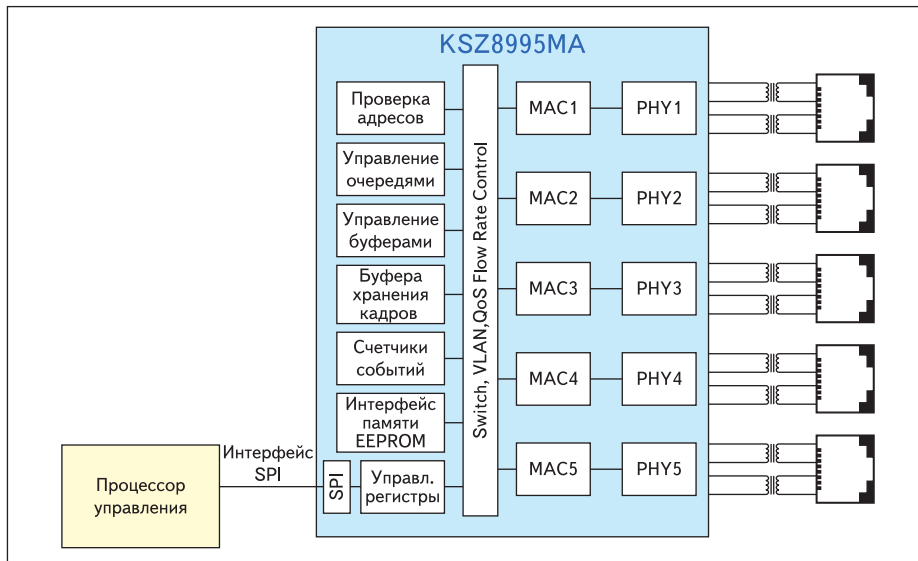 KSZ8995MA
Проверка
адресов
Управление
очередями
Управление
буферами
Буфера
хранения
кадров
Счетчики
событий
Интерфейс
памяти
EEPROM
Управл.
регистры
SPI
Switch, VLAN,QoS Flow Rate Control
MAC1
PHY1
MAC2
PHY2
MAC3
PHY3
MAC4
PHY4
MAC5
PHY5
Интерфейс
SPI
Процессор
управления